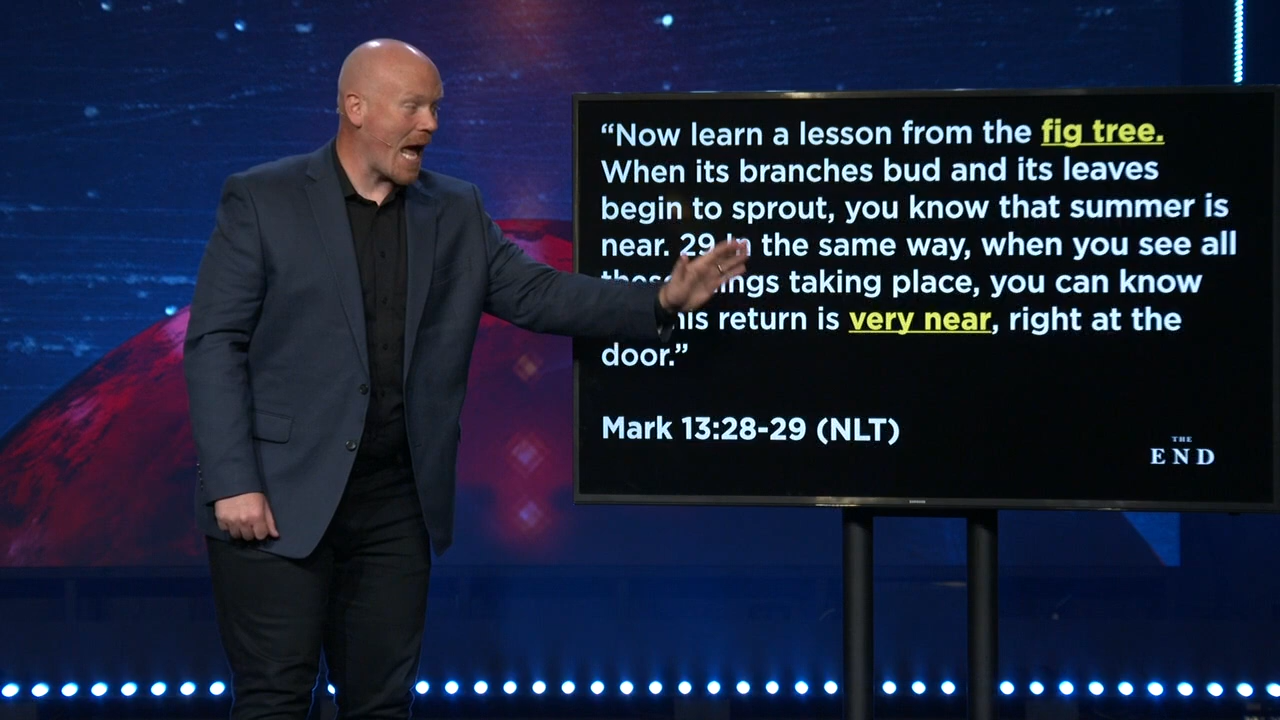 “Now learn a lesson from the fig tree.
When its branches bud and its leaves
begin to sprout, you know that summer is
near. 29 In the same way, when you see all
taking place, you can know
return is very near, right at the
door.”
Mark 13:28-29 (NLT)
THE
END
SAMSUNG